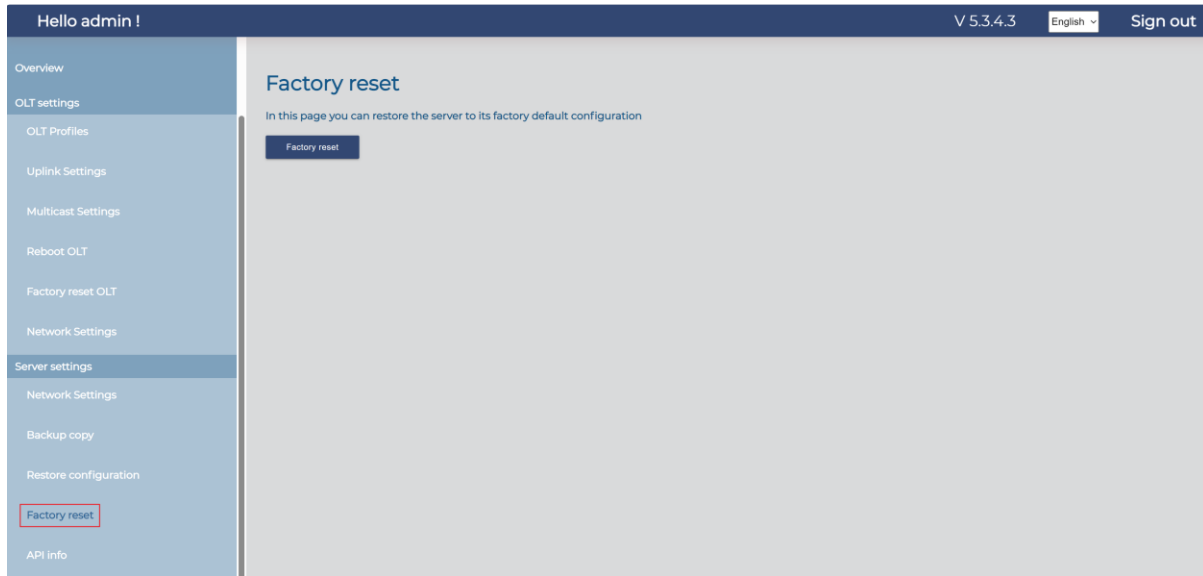 Hello admin !
V 5.3.4.3
English
Sign out
Overview
OLT settings
OLT Profiles
Uplink Settings
Multicast Settings
Reboot OLT
Factory reset OLT
Network Settings
Server settings
Network Settings
Backup copy
Restore configuration
Factory reset
API info
Factory reset
In this page you can restore the server to its factory default configuration
Factory reset